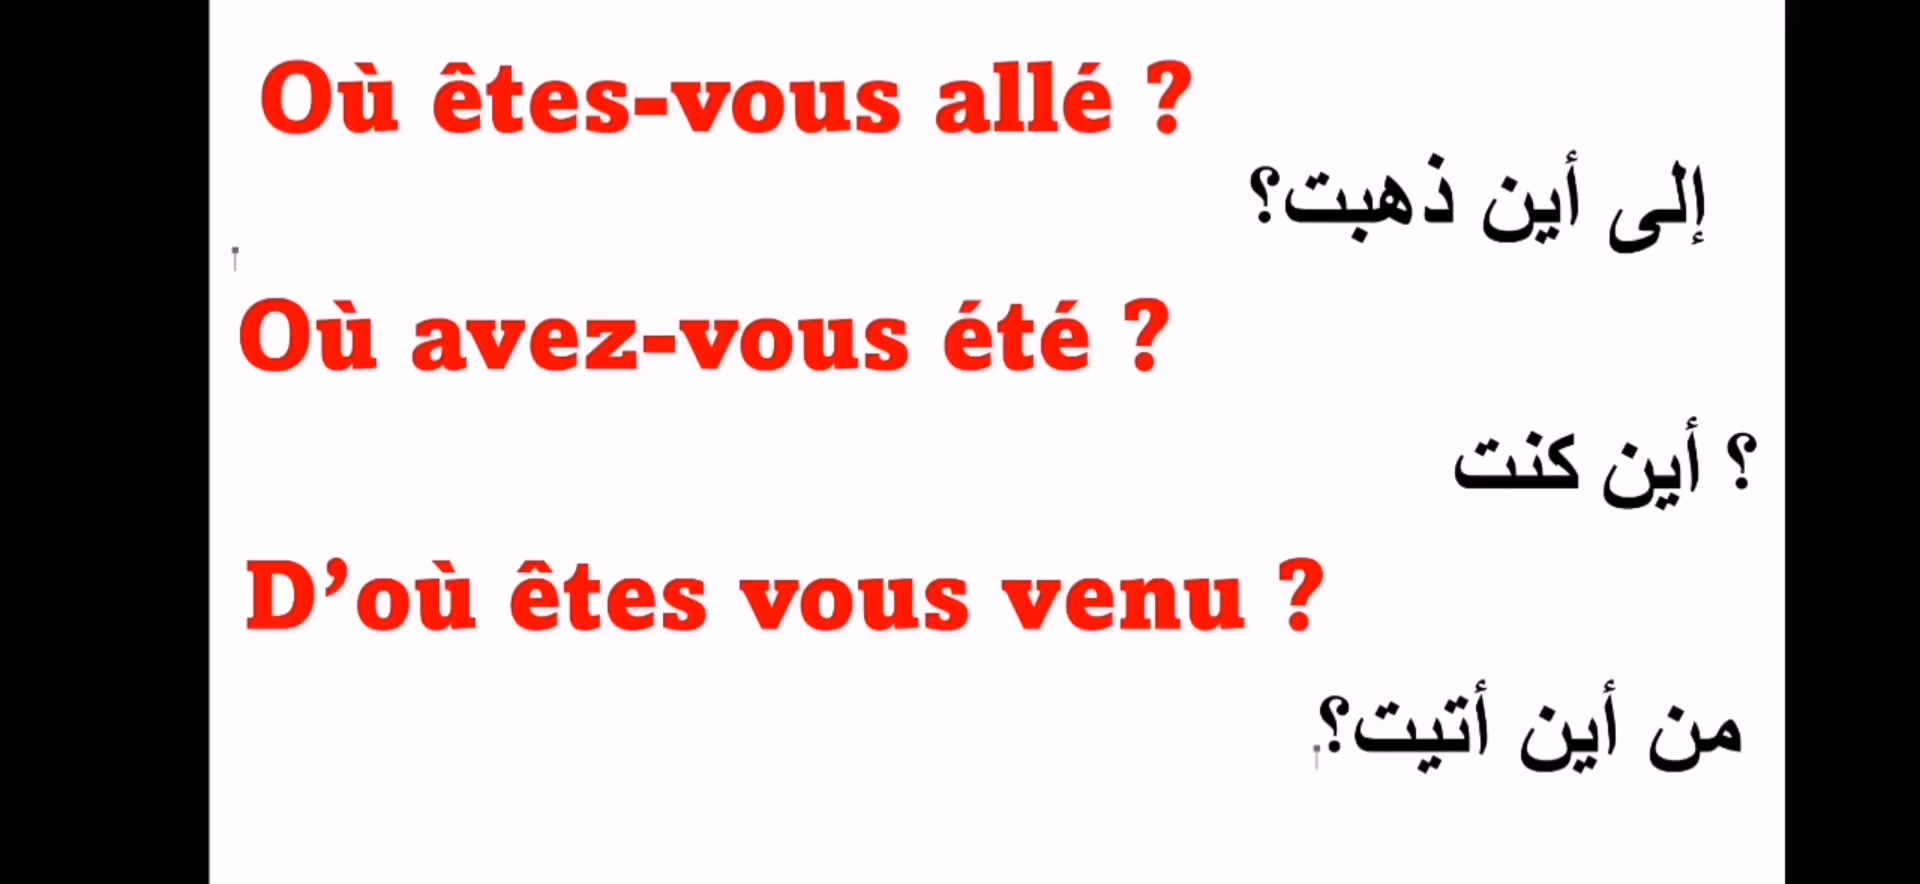 Où êtes-vous allé ?
إلى أين ذهبت؟
Où avez-vous été ?
؟ أين كنت
D’où êtes vous venu ?
من أين أتيت؟